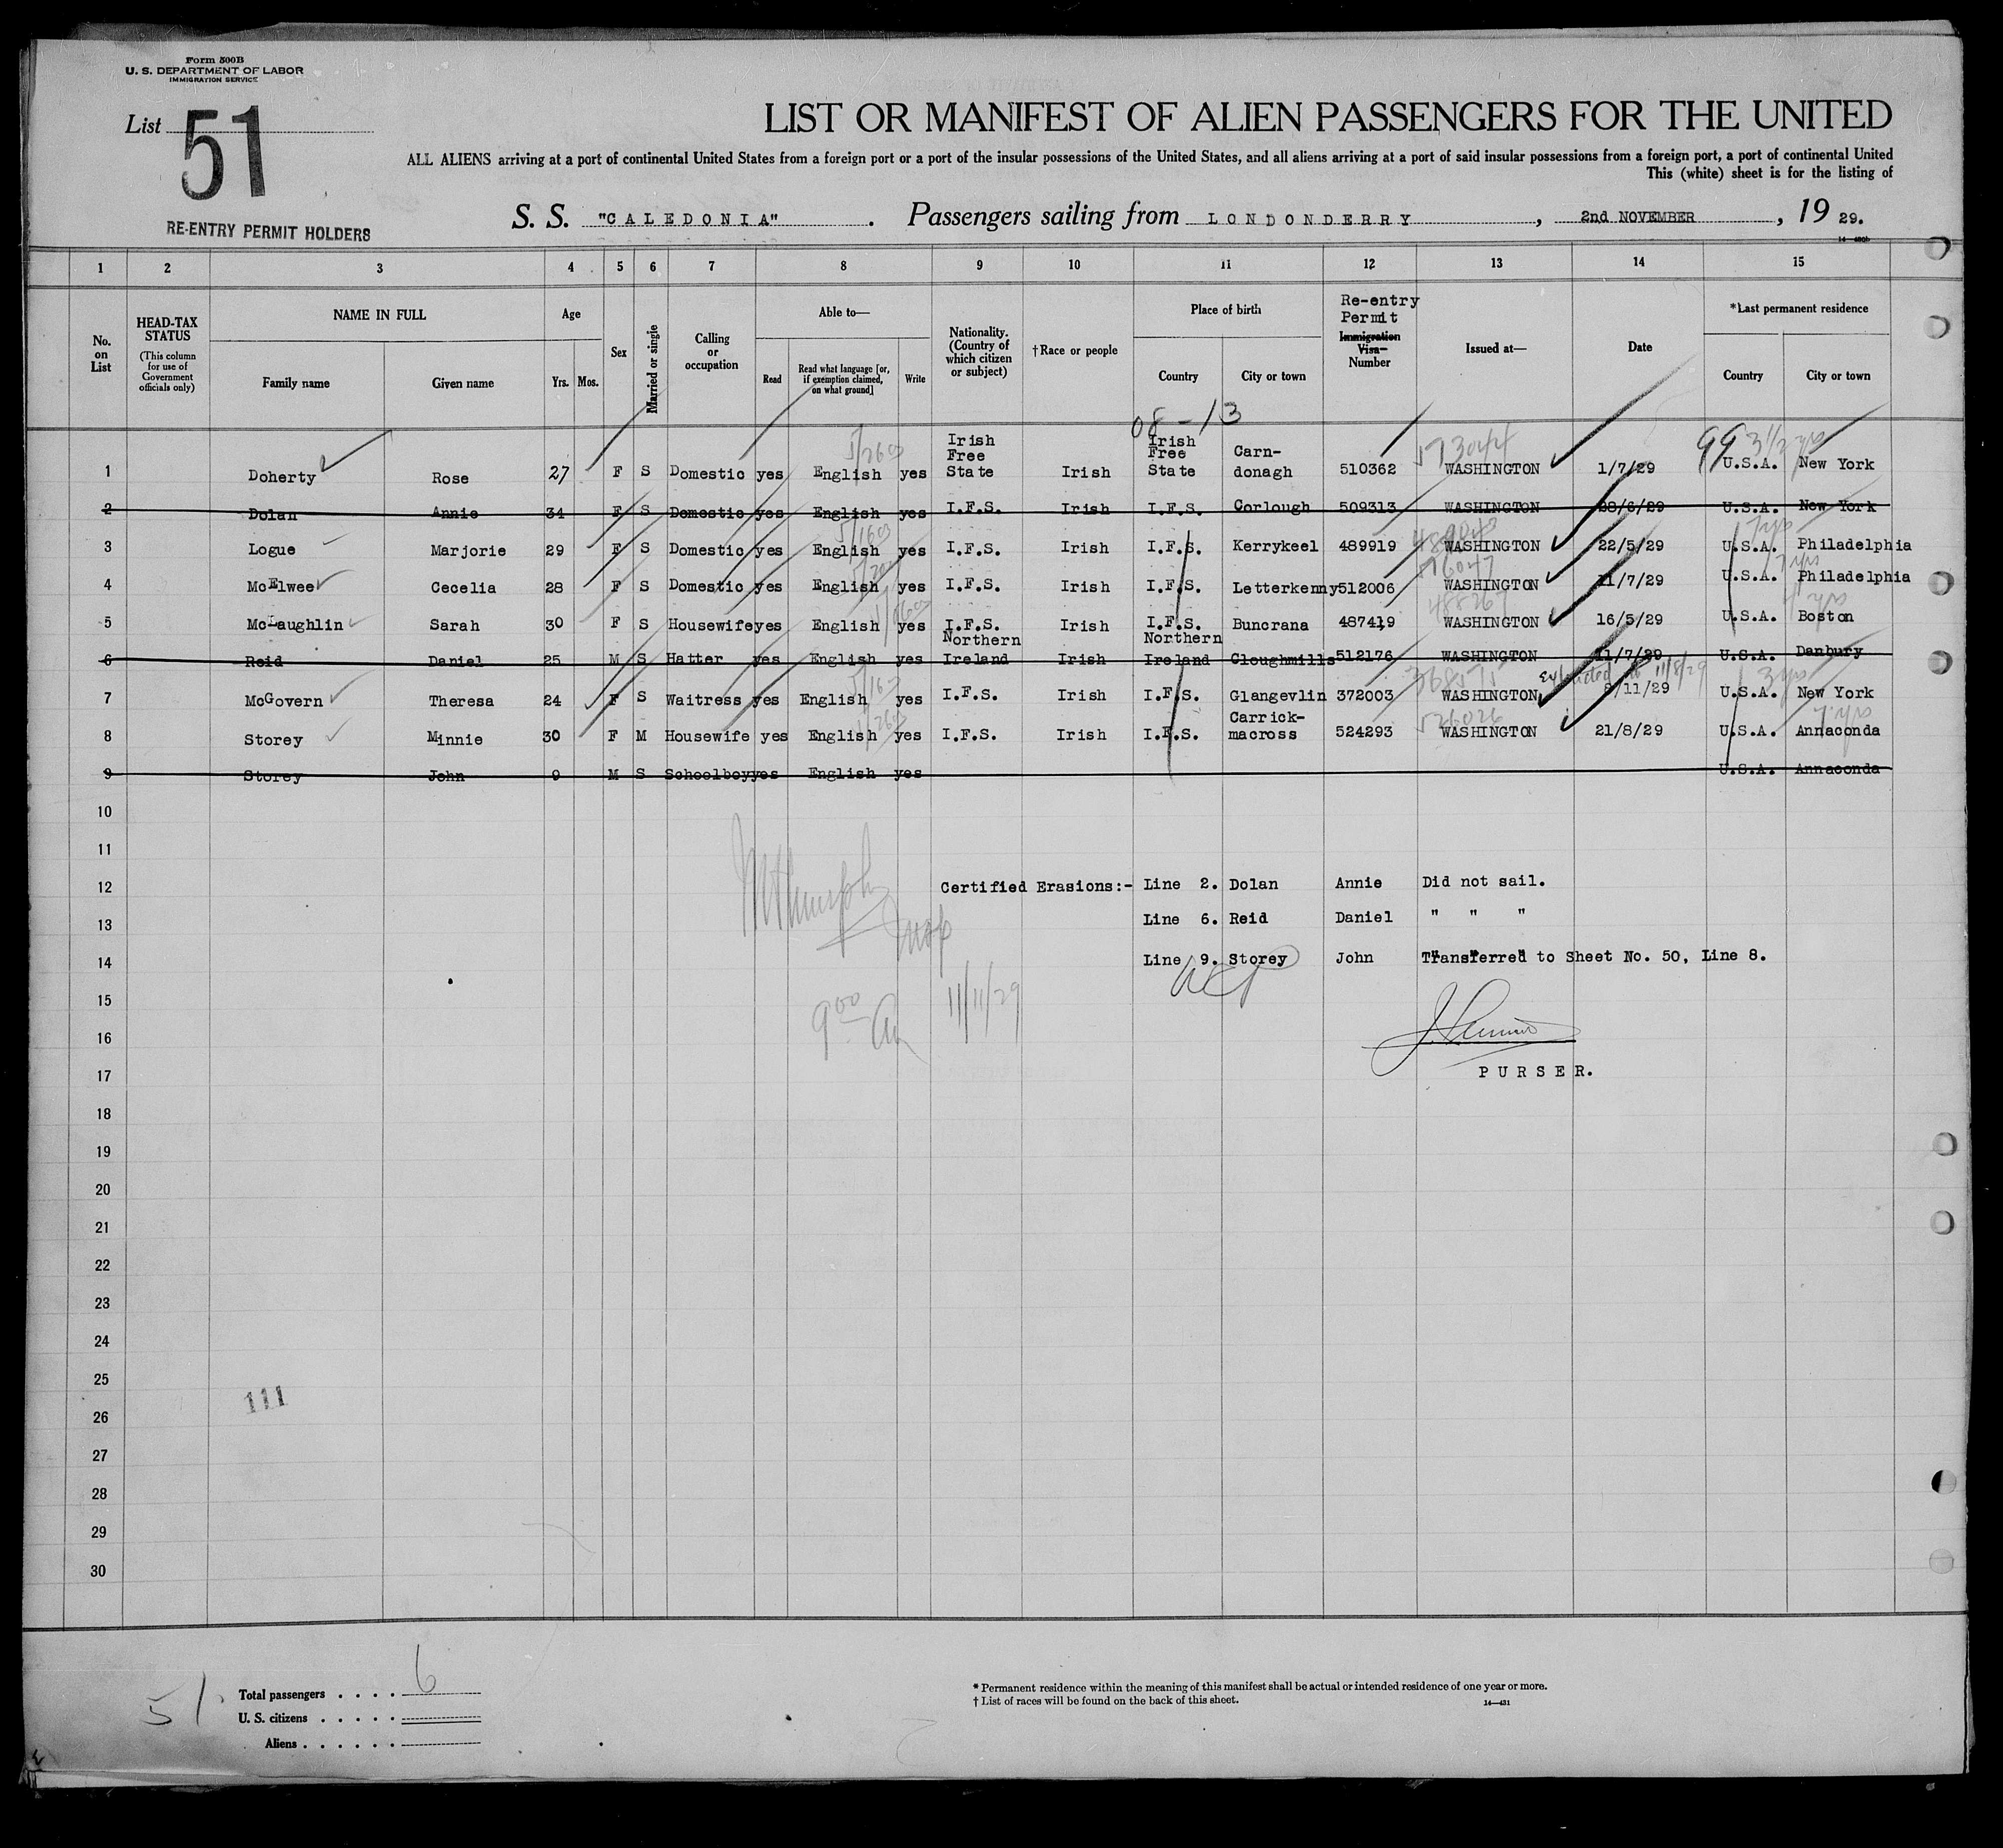 Form 500B
U. S. DEPARTMENT OF LABOR
IMMIGRATION SERVICE
List 51
RE-ENTRY PERMIT HOLDERS
LIST OR MANIFEST OF ALIEN PASSENGERS FOR THE UNITED
ALL ALIENS arriving at a port of continental United States from a foreign port or a port of the insular possessions of the United States, and all aliens arriving at a port of said insular possessions from a foreign port, a port of continental United
This (white) sheet is for the listing of
S. S. "CALEDONIA" . Passengers sailing from LONDONDERRY , 2nd NOVEMBER , 19 29.
1 2 3 4 5 6 7 8 9 10 11 12 13 14 15
No. on List
HEAD-TAX STATUS (This column for use of Government officials only)
NAME IN FULL
Family name Given name
Age
Yrs. Mos.
Sex
Married or single
Calling or occupation
Able to—
Read Read what language [or, if exemption claimed, on what ground] Write
Nationality. (Country of which citizen or subject)
†Race or people
Place of birth
Country City or town
Re-entry Permit
Immigration Visa Number
Issued at—
Date
*Last permanent residence
Country City or town
08-13
99 3 1/2 yrs
1 Doherty Rose 27 F S Domestic yes English yes Irish Free State Irish Irish Free State Carn-donagh 510362 WASHINGTON 1/7/29 U.S.A. New York
2 Dolan Annie 34 F S Domestic yes English yes I.F.S. Irish I.F.S. Corlough 509313 WASHINGTON 28/6/29 U.S.A. New York
3 Logue Marjorie 29 F S Domestic yes English yes I.F.S. Irish I.F.S. Kerrykeel 489919 WASHINGTON 22/5/29 U.S.A. Philadelphia
4 McElwee Cecelia 28 F S Domestic yes English yes I.F.S. Irish I.F.S. Letterkenny 512006 WASHINGTON 11/7/29 U.S.A. Philadelphia
5 McLaughlin Sarah 30 F S Housewife yes English yes I.F.S. Irish I.F.S. Buncrana 487419 WASHINGTON 16/5/29 U.S.A. Boston
6 Reid Daniel 25 M S Hatter yes English yes Northern Ireland Irish Northern Ireland Cloughmills 512176 WASHINGTON 11/7/29 U.S.A. Danbury
7 McGovern Theresa 24 F S Waitress yes English yes I.F.S. Irish I.F.S. Glangevlin 372003 WASHINGTON 8/11/29 U.S.A. New York
8 Storey Minnie 30 F M Housewife yes English yes I.F.S. Irish I.F.S. Carrick-macross 524293 WASHINGTON 21/8/29 U.S.A. Annaconda
9 Storey John 9 M S Schoolboy yes English yes U.S.A. Annaconda
10
11
12 Certified Erasions:- Line 2. Dolan Annie Did not sail.
13 Line 6. Reid Daniel " " "
14 Line 9. Storey John Transferred to Sheet No. 50, Line 8.
15 11/11/29
16
17 PURSER.
18
19
20
21
22
23
24
25
111
26
27
28
29
30
51
Total passengers . . . . 6
U. S. citizens . . . . .
Aliens . . . . . .
* Permanent residence within the meaning of this manifest shall be actual or intended residence of one year or more.
† List of races will be found on the back of this sheet.
14—431